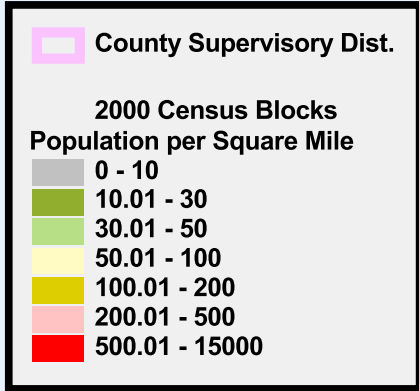 County Supervisory Dist.
2000 Census Blocks
Population per Square Mile
0 - 10
10.01 - 30
30.01 - 50
50.01 - 100
100.01 - 200
200.01 - 500
500.01 - 15000